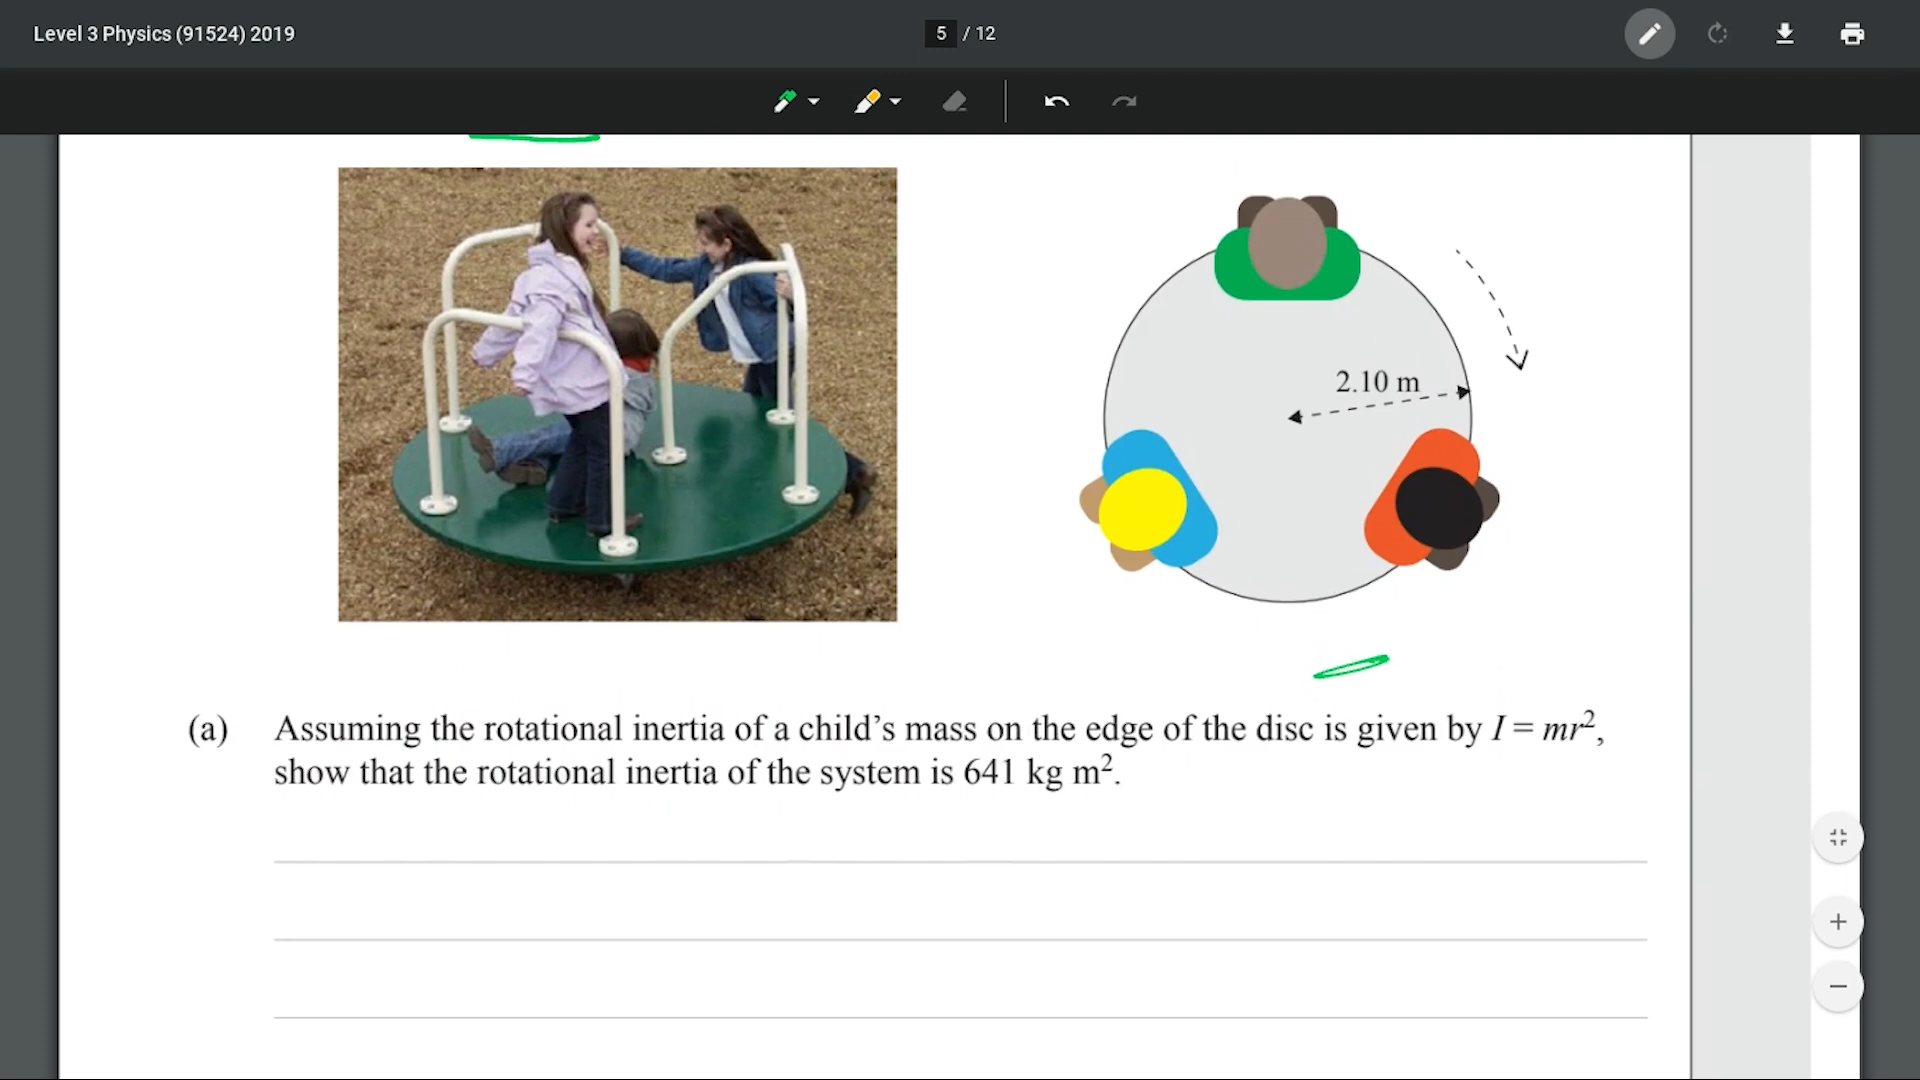 Level 3 Physics (91524) 2019
5 / 12
2.10 m
(a) Assuming the rotational inertia of a child’s mass on the edge of the disc is given by I = mr²,
show that the rotational inertia of the system is 641 kg m².